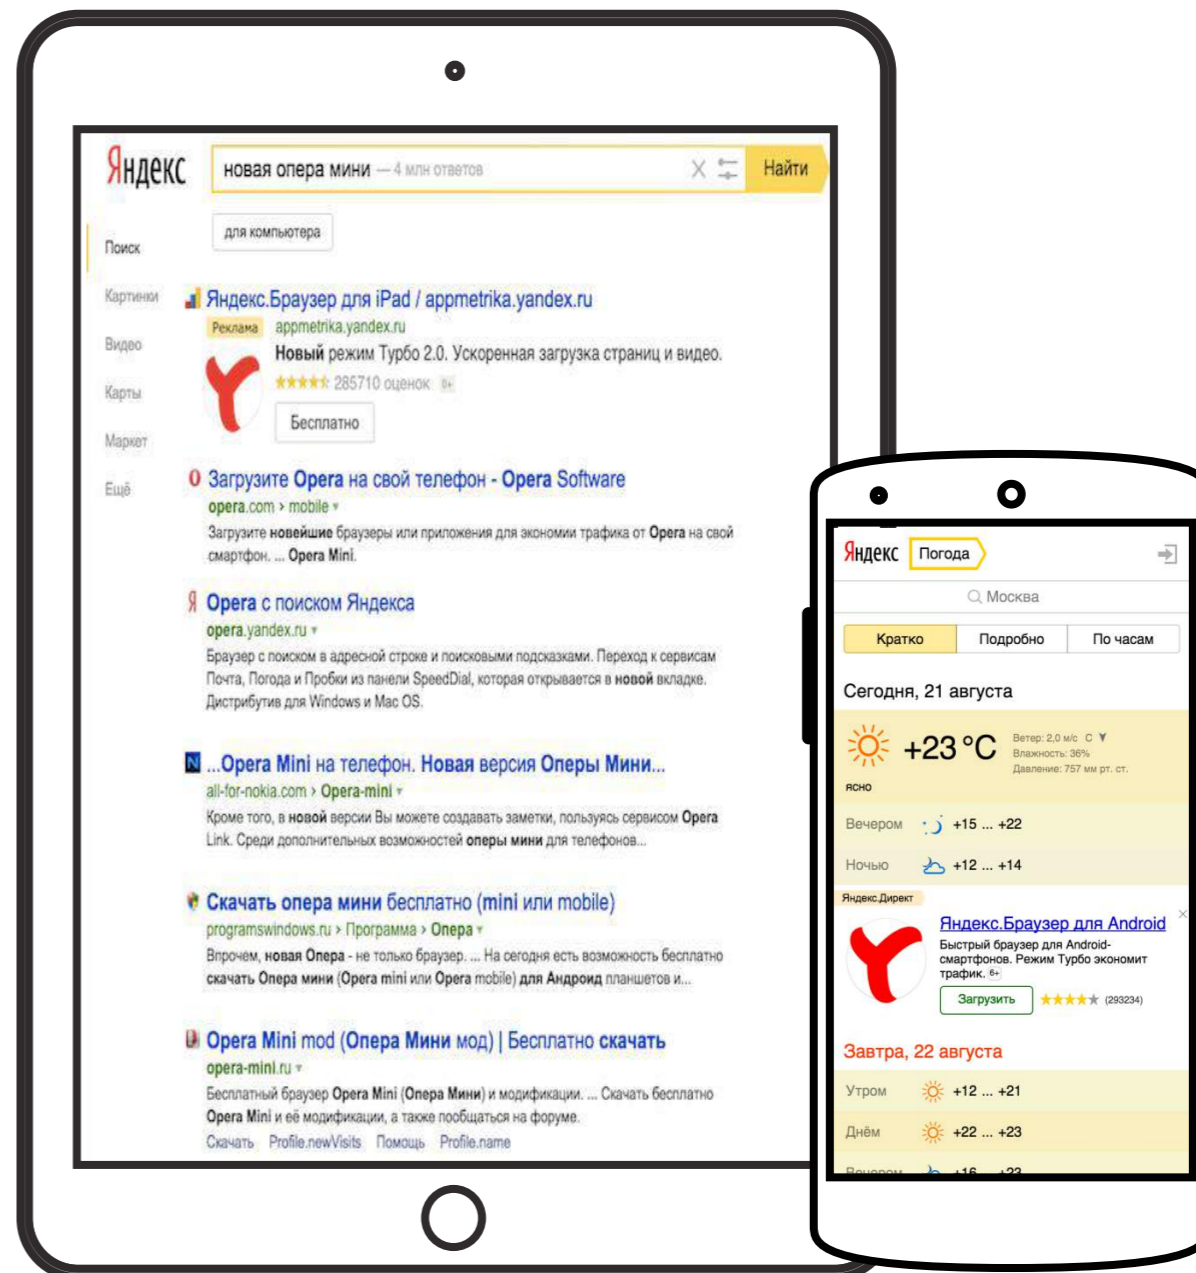 Яндекс
новая опера мини — 4 млн ответов
Найти
для компьютера
Поиск
Картинки
Видео
Карты
Маркет
Ещё
Яндекс.Браузер для iPad / appmetrika.yandex.ru
Реклама appmetrika.yandex.ru
Новый режим Турбо 2.0. Ускоренная загрузка страниц и видео.
285710 оценок 0+
Бесплатно
Загрузите Opera на свой телефон - Opera Software
opera.com › mobile
Загрузите новейшие браузеры или приложения для экономии трафика от Opera на свой
смартфон. ... Opera Mini.
Opera с поиском Яндекса
opera.yandex.ru
Браузер с поиском в адресной строке и поисковыми подсказками. Переход к сервисам
Почта, Погода и Пробки из панели SpeedDial, которая открывается в новой вкладке.
Дистрибутив для Windows и Mac OS.
...Opera Mini на телефон. Новая версия Оперы Мини...
all-for-nokia.com › Opera-mini
Кроме того, в новой версии Вы можете создавать заметки, пользуясь сервисом Opera
Link. Среди дополнительных возможностей оперы мини для телефонов...
Скачать опера мини бесплатно (mini или mobile)
programswindows.ru › Программа › Опера
Впрочем, новая Опера - не только браузер. ... На сегодня есть возможность бесплатно
скачать Опера мини (Opera mini или Opera mobile) для Андроид планшетов и...
Opera Mini mod (Опера Мини мод) | Бесплатно скачать
opera-mini.ru
Бесплатный браузер Opera Mini (Опера Мини) и модификации. ... Скачать бесплатно
Opera Mini и её модификации, а также пообщаться на форуме.
Скачать Profile.newVisits Помощь Profile.name
Яндекс Погода
Москва
Кратко Подробно По часам
Сегодня, 21 августа
+23 °C
Ветер: 2,0 м/с С
Влажность: 36%
Давление: 757 мм рт. ст.
ясно
Вечером +15 ... +22
Ночью +12 ... +14
Яндекс.Директ
Яндекс.Браузер для Android
Быстрый браузер для Android-
смартфонов. Режим Турбо экономит
трафик. 6+
Загрузить (293234)
Завтра, 22 августа
Утром +12 ... +21
Днём +22 ... +23
Вечером +16 ... +23